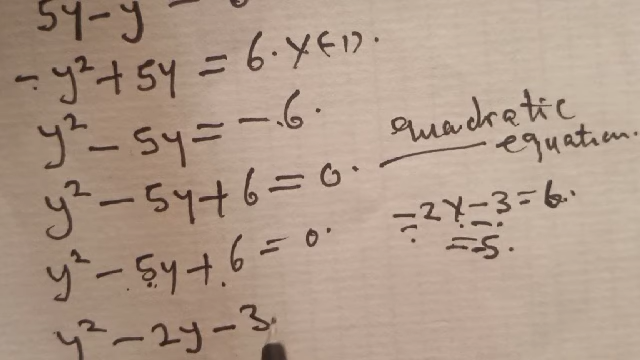 5y - y
- y² + 5y = 6 · x(-1).
y² - 5y = -6.
y² - 5y + 6 = 0.
quadratic
equation.
y² - 5y + 6 = 0.
-2 x -3 = 6.
= -5.
y² - 2y - 3